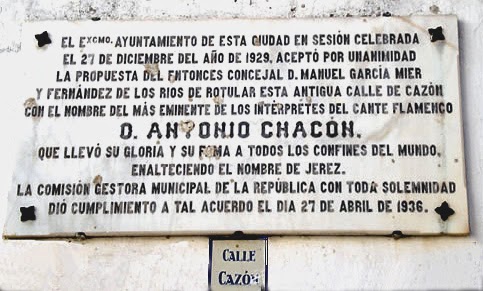 EL EXCMO. AYUNTAMIENTO DE ESTA CIUDAD EN SESIÓN CELEBRADA
EL 27 DE DICIEMBRE DEL AÑO DE 1929, ACEPTÓ POR UNANIMIDAD
LA PROPUESTA DEL ENTONCES CONCEJAL D. MANUEL GARCÍA MIER
Y FERNÁNDEZ DE LOS RIOS DE ROTULAR ESTA ANTIGUA CALLE DE CAZÓN
CON EL NOMBRE DEL MÁS EMINENTE DE LOS INTÉRPRETES DEL CANTE FLAMENCO
D. ANTONIO CHACÓN.
QUE LLEVÓ SU GLORIA Y SU FAMA A TODOS LOS CONFINES DEL MUNDO,
ENALTECIENDO EL NOMBRE DE JEREZ.
LA COMISIÓN GESTORA MUNICIPAL DE LA REPÚBLICA CON TODA SOLEMNIDAD
DIÓ CUMPLIMIENTO A TAL ACUERDO EL DIA 27 DE ABRIL DE 1936.
CALLE
CAZÓN